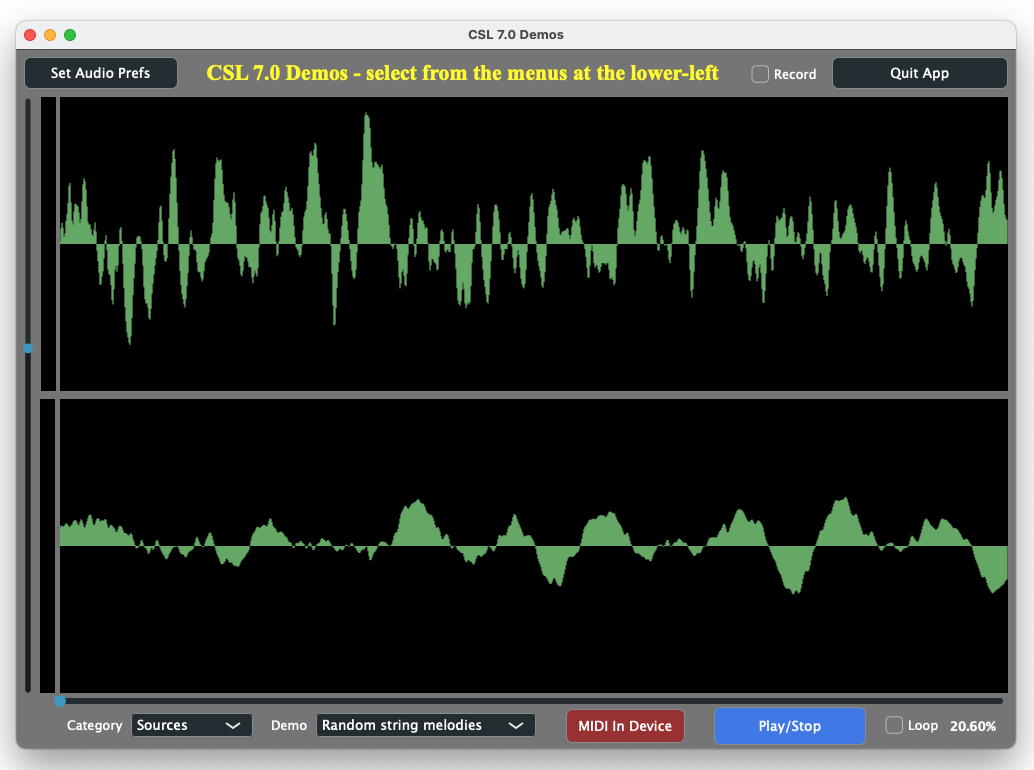 CSL 7.0 Demos
Set Audio Prefs
CSL 7.0 Demos - select from the menus at the lower-left
Record
Quit App
Category
Sources
Demo
Random string melodies
MIDI In Device
Play/Stop
Loop
20.60%